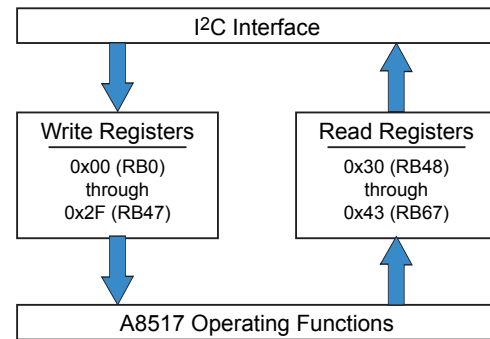 I²C Interface
Write Registers
0x00 (RB0)
through
0x2F (RB47)
Read Registers
0x30 (RB48)
through
0x43 (RB67)
A8517 Operating Functions